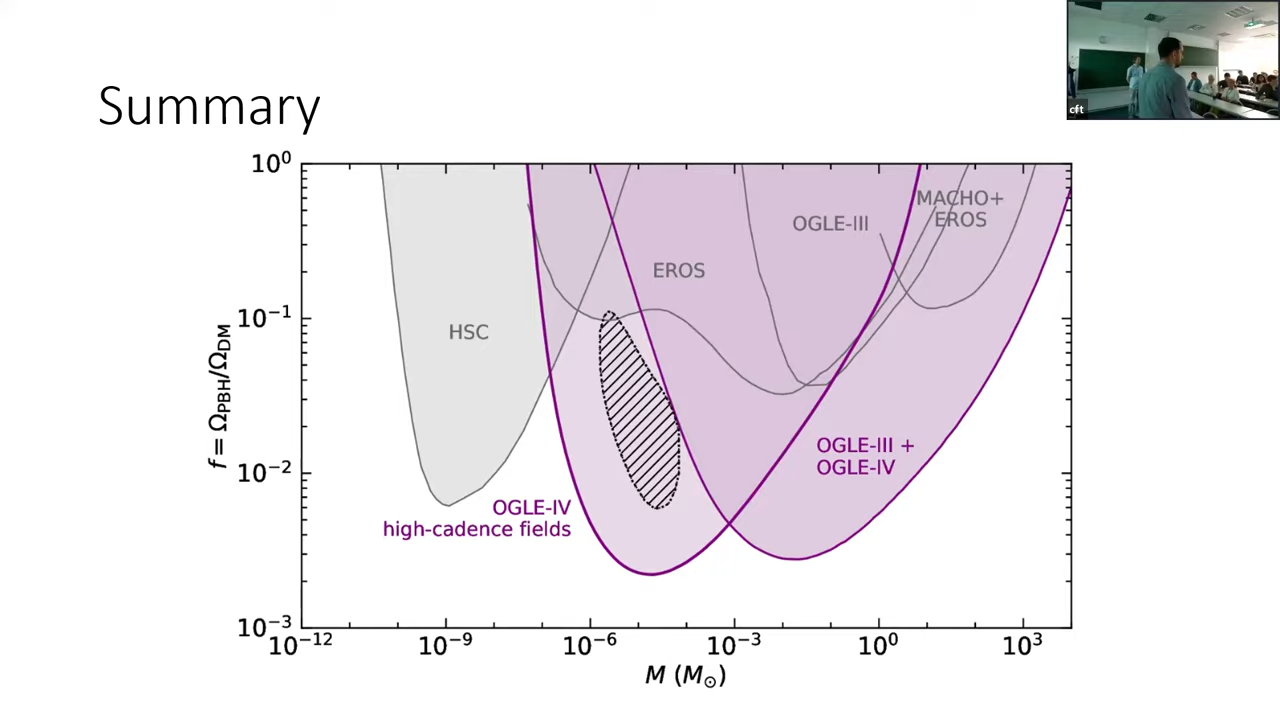 Summary
cft
10⁰
10⁻¹
10⁻²
10⁻³
f = Ω_PBH/Ω_DM
HSC
EROS
OGLE-III
MACHO+
EROS
OGLE-III +
OGLE-IV
OGLE-IV
high-cadence fields
10⁻¹²
10⁻⁹
10⁻⁶
10⁻³
10⁰
10³
M (M_⊙)